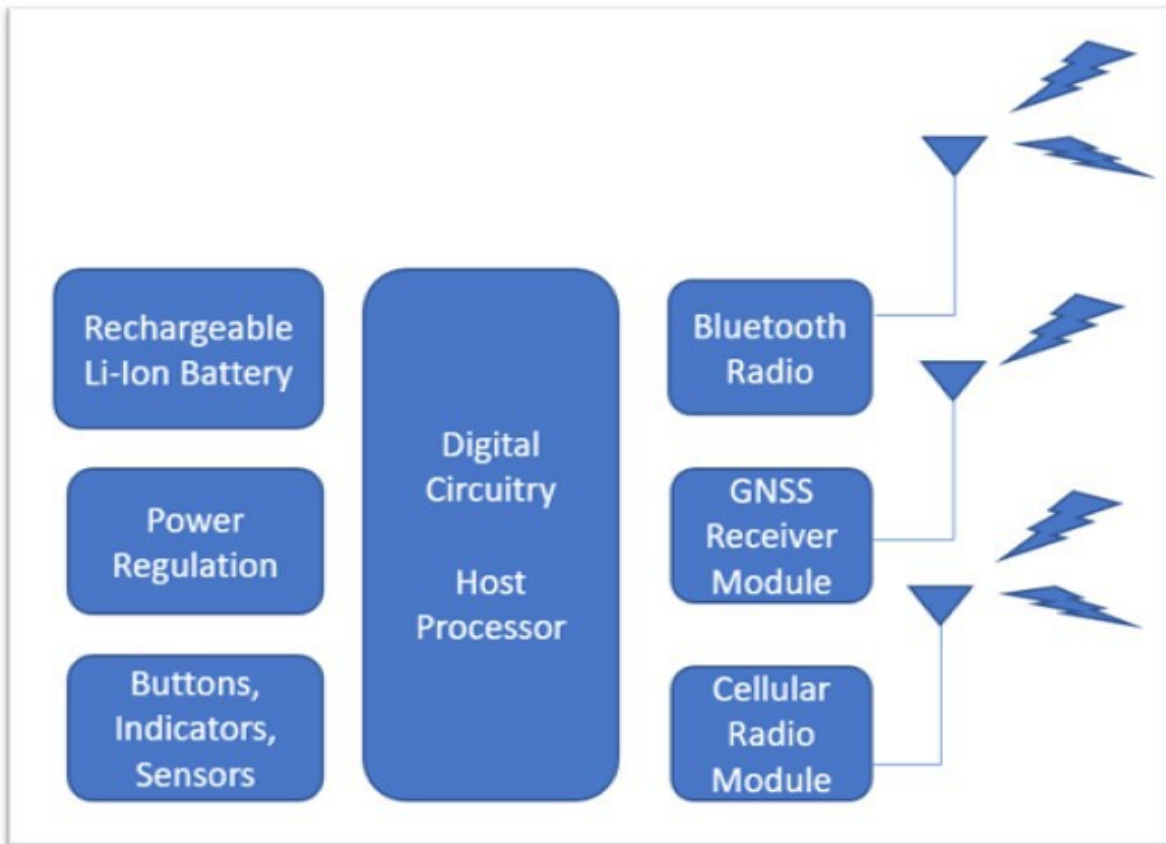 Rechargeable
Li-Ion Battery
Power
Regulation
Buttons,
Indicators,
Sensors
Digital
Circuitry
Host
Processor
Bluetooth
Radio
GNSS
Receiver
Module
Cellular
Radio
Module